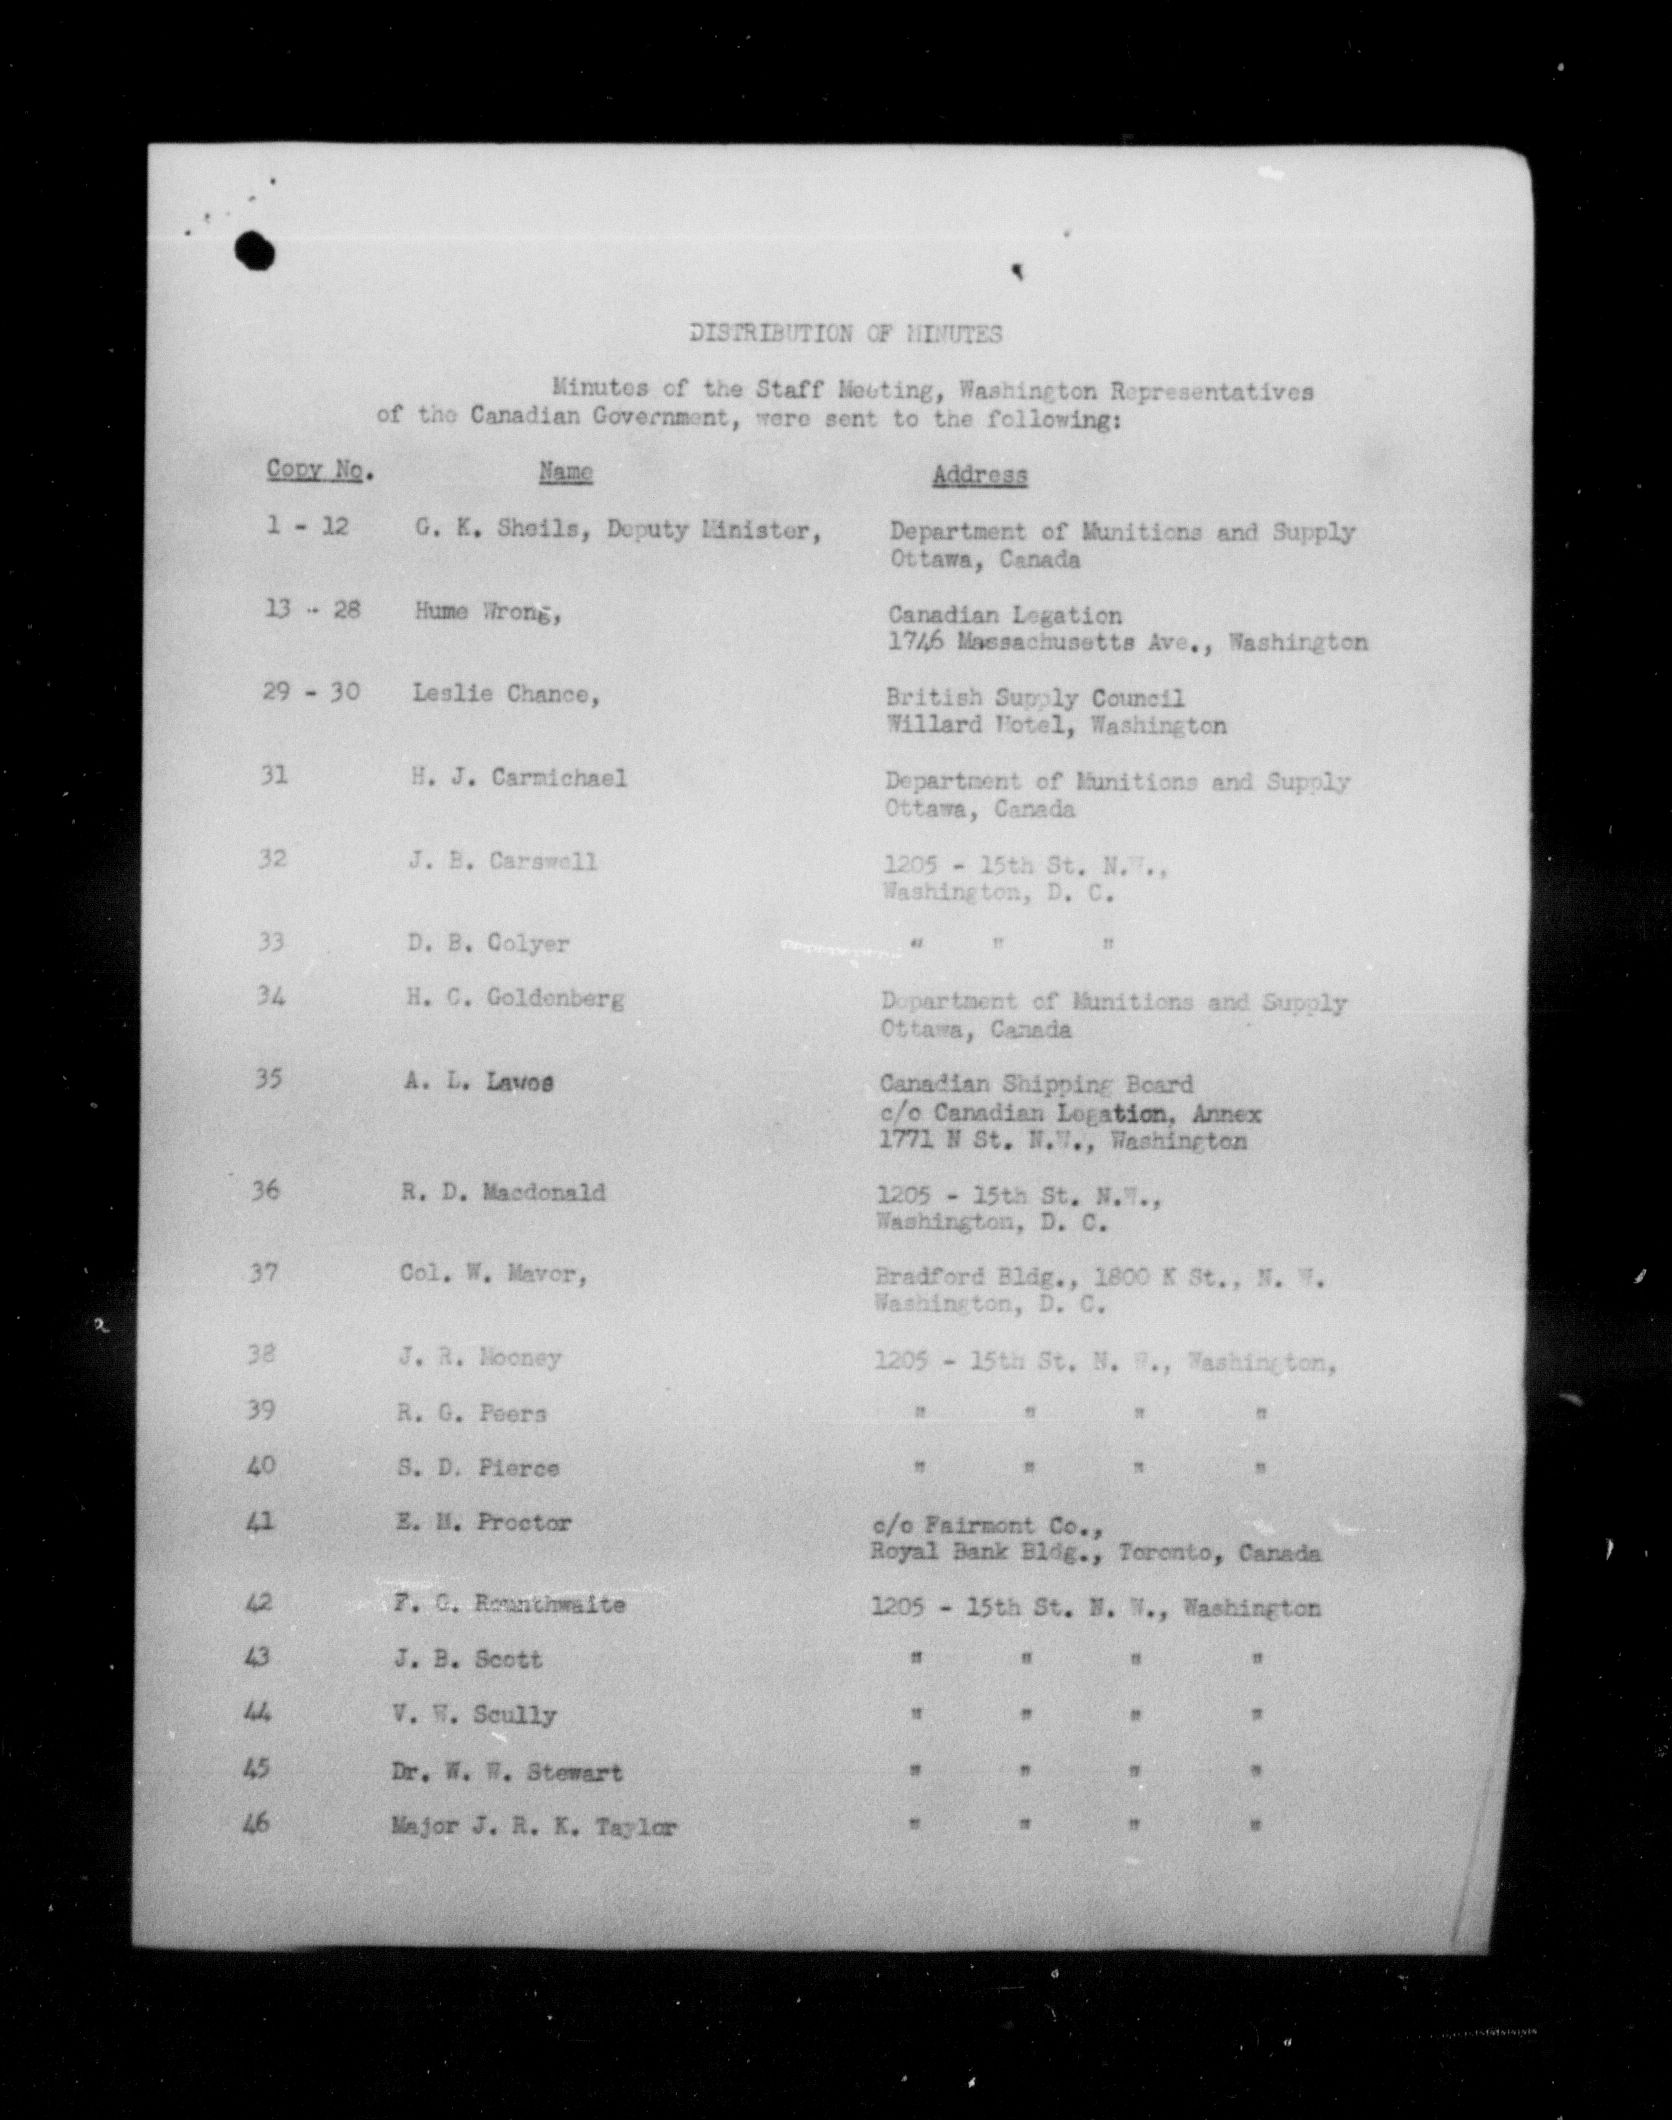 DISTRIBUTION OF MINUTES
Minutes of the Staff Meeting, Washington Representatives
of the Canadian Government, were sent to the following:
Copy No. Name Address
1 - 12 G. K. Sheils, Deputy Minister, Department of Munitions and Supply
Ottawa, Canada
13 - 28 Hume Wrong, Canadian Legation
1746 Massachusetts Ave., Washington
29 - 30 Leslie Chance, British Supply Council
Willard Hotel, Washington
31 H. J. Carmichael Department of Munitions and Supply
Ottawa, Canada
32 J. B. Carswell 1205 - 15th St. N.W.,
Washington, D. C.
33 D. B. Colyer " " "
34 H. C. Goldenberg Department of Munitions and Supply
Ottawa, Canada
35 A. L. Lawes Canadian Shipping Board
c/o Canadian Legation, Annex
1771 N St. N.W., Washington
36 R. D. Macdonald 1205 - 15th St. N.W.,
Washington, D. C.
37 Col. W. Mavor, Bradford Bldg., 1800 K St., N. W.
Washington, D. C.
38 J. R. Mooney 1205 - 15th St. N. W., Washington,
39 R. G. Peers " " " "
40 S. D. Pierce " " " "
41 E. M. Proctor c/o Fairmont Co.,
Royal Bank Bldg., Toronto, Canada
42 F. G. Rounthwaite 1205 - 15th St. N. W., Washington
43 J. B. Scott " " " "
44 V. W. Scully " " " "
45 Dr. W. W. Stewart " " " "
46 Major J. R. K. Taylor " " " "